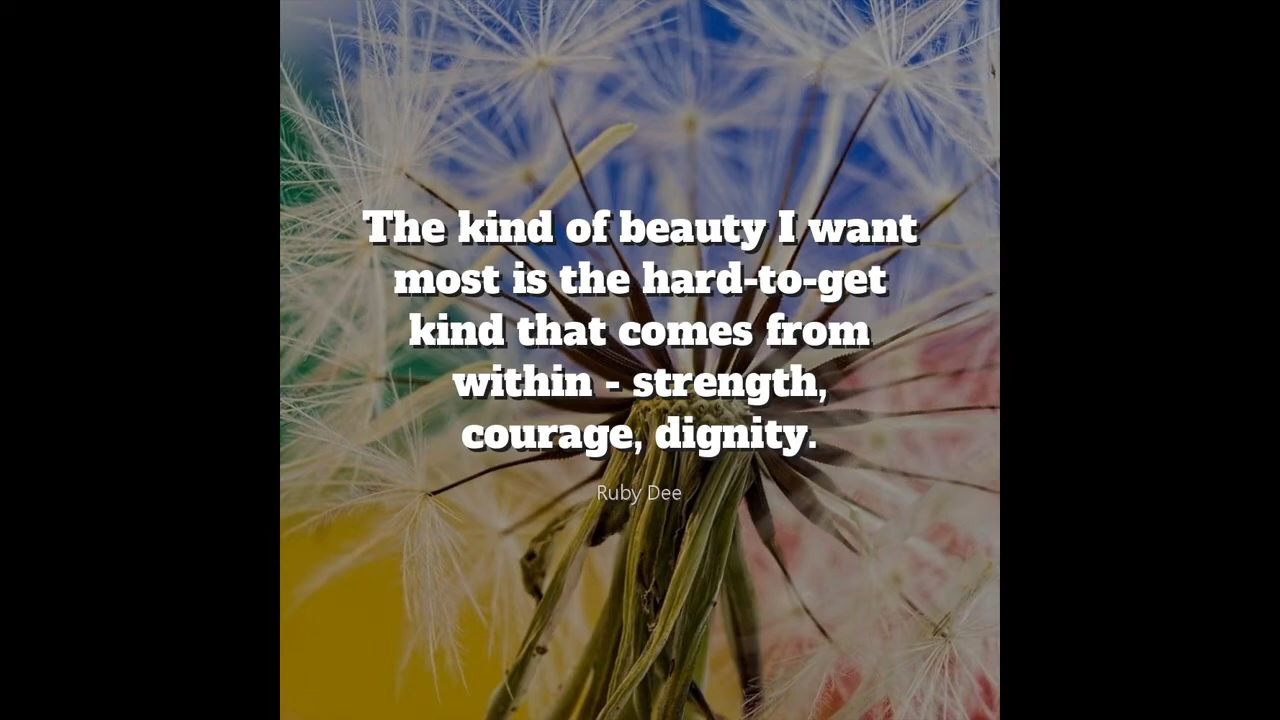 The kind of beauty I want
most is the hard-to-get
kind that comes from
within - strength,
courage, dignity.
Ruby Dee